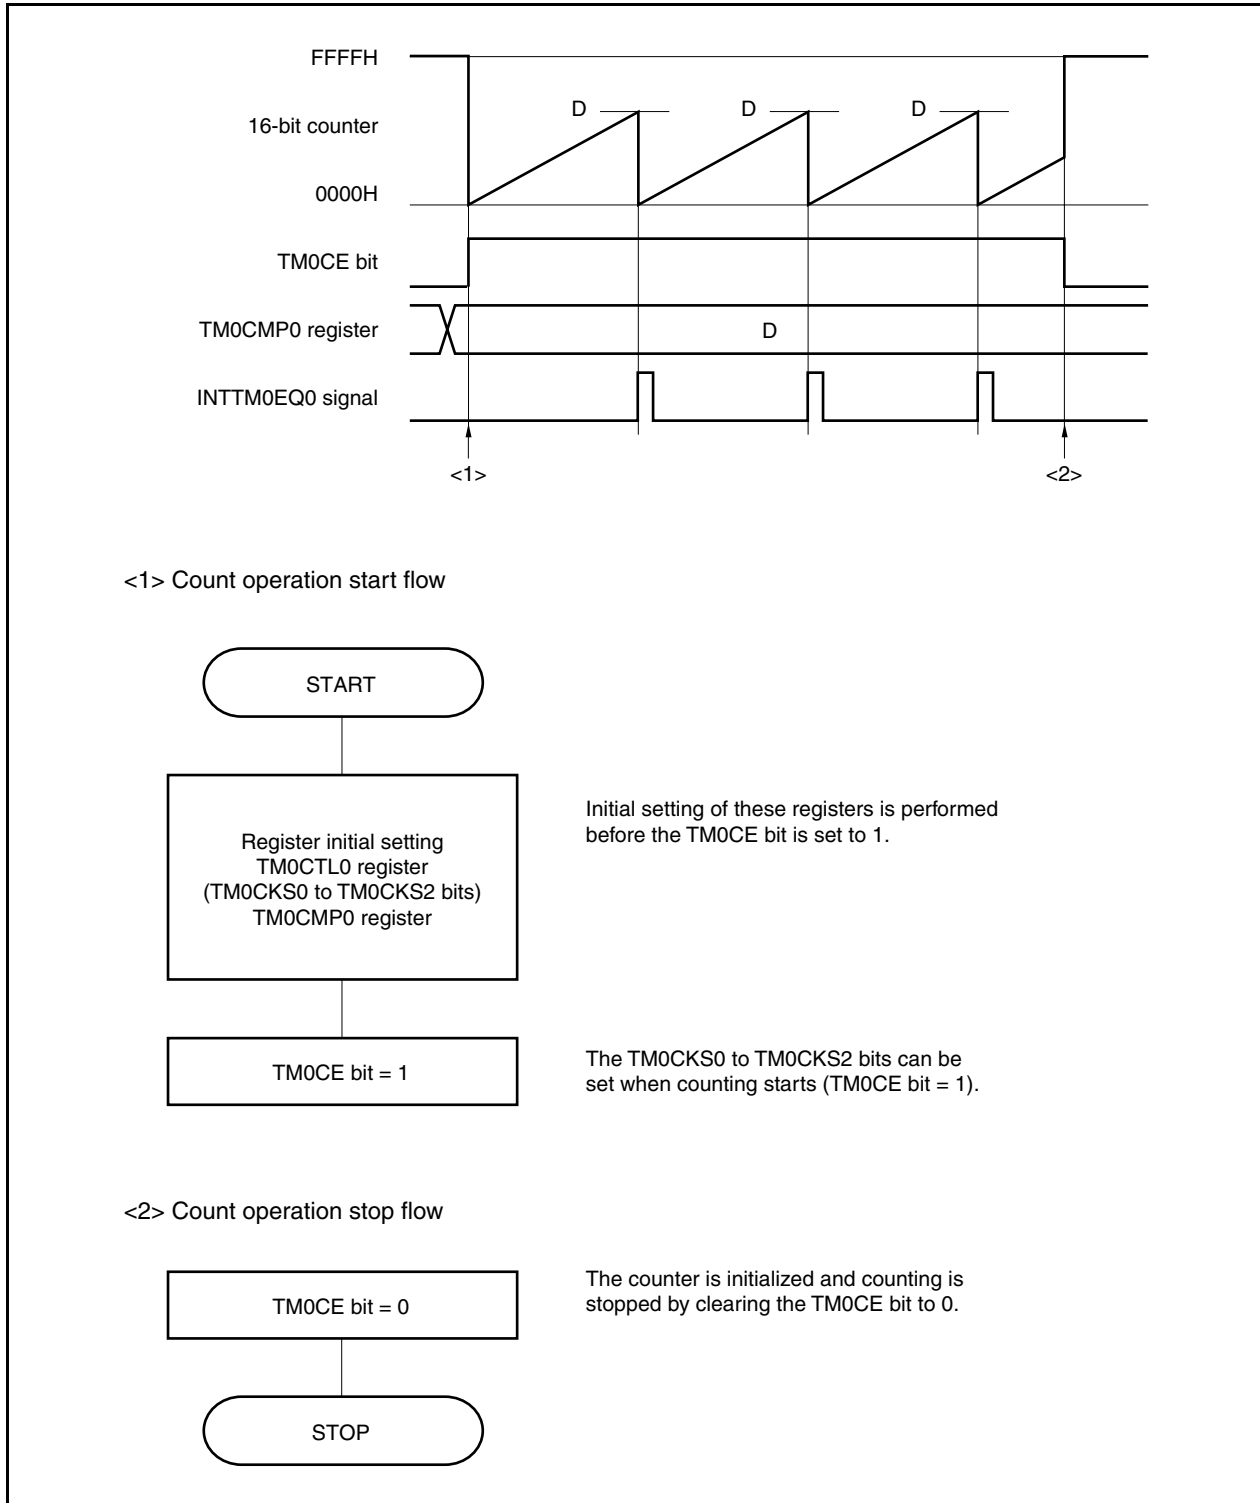 FFFFH
D D D
16-bit counter
0000H
TM0CE bit
TM0CMP0 register
D
INTTM0EQ0 signal
<1> <2>
<1> Count operation start flow
START
Register initial setting
TM0CTL0 register
(TM0CKS0 to TM0CKS2 bits)
TM0CMP0 register
Initial setting of these registers is performed
before the TM0CE bit is set to 1.
TM0CE bit = 1
The TM0CKS0 to TM0CKS2 bits can be
set when counting starts (TM0CE bit = 1).
<2> Count operation stop flow
TM0CE bit = 0
The counter is initialized and counting is
stopped by clearing the TM0CE bit to 0.
STOP